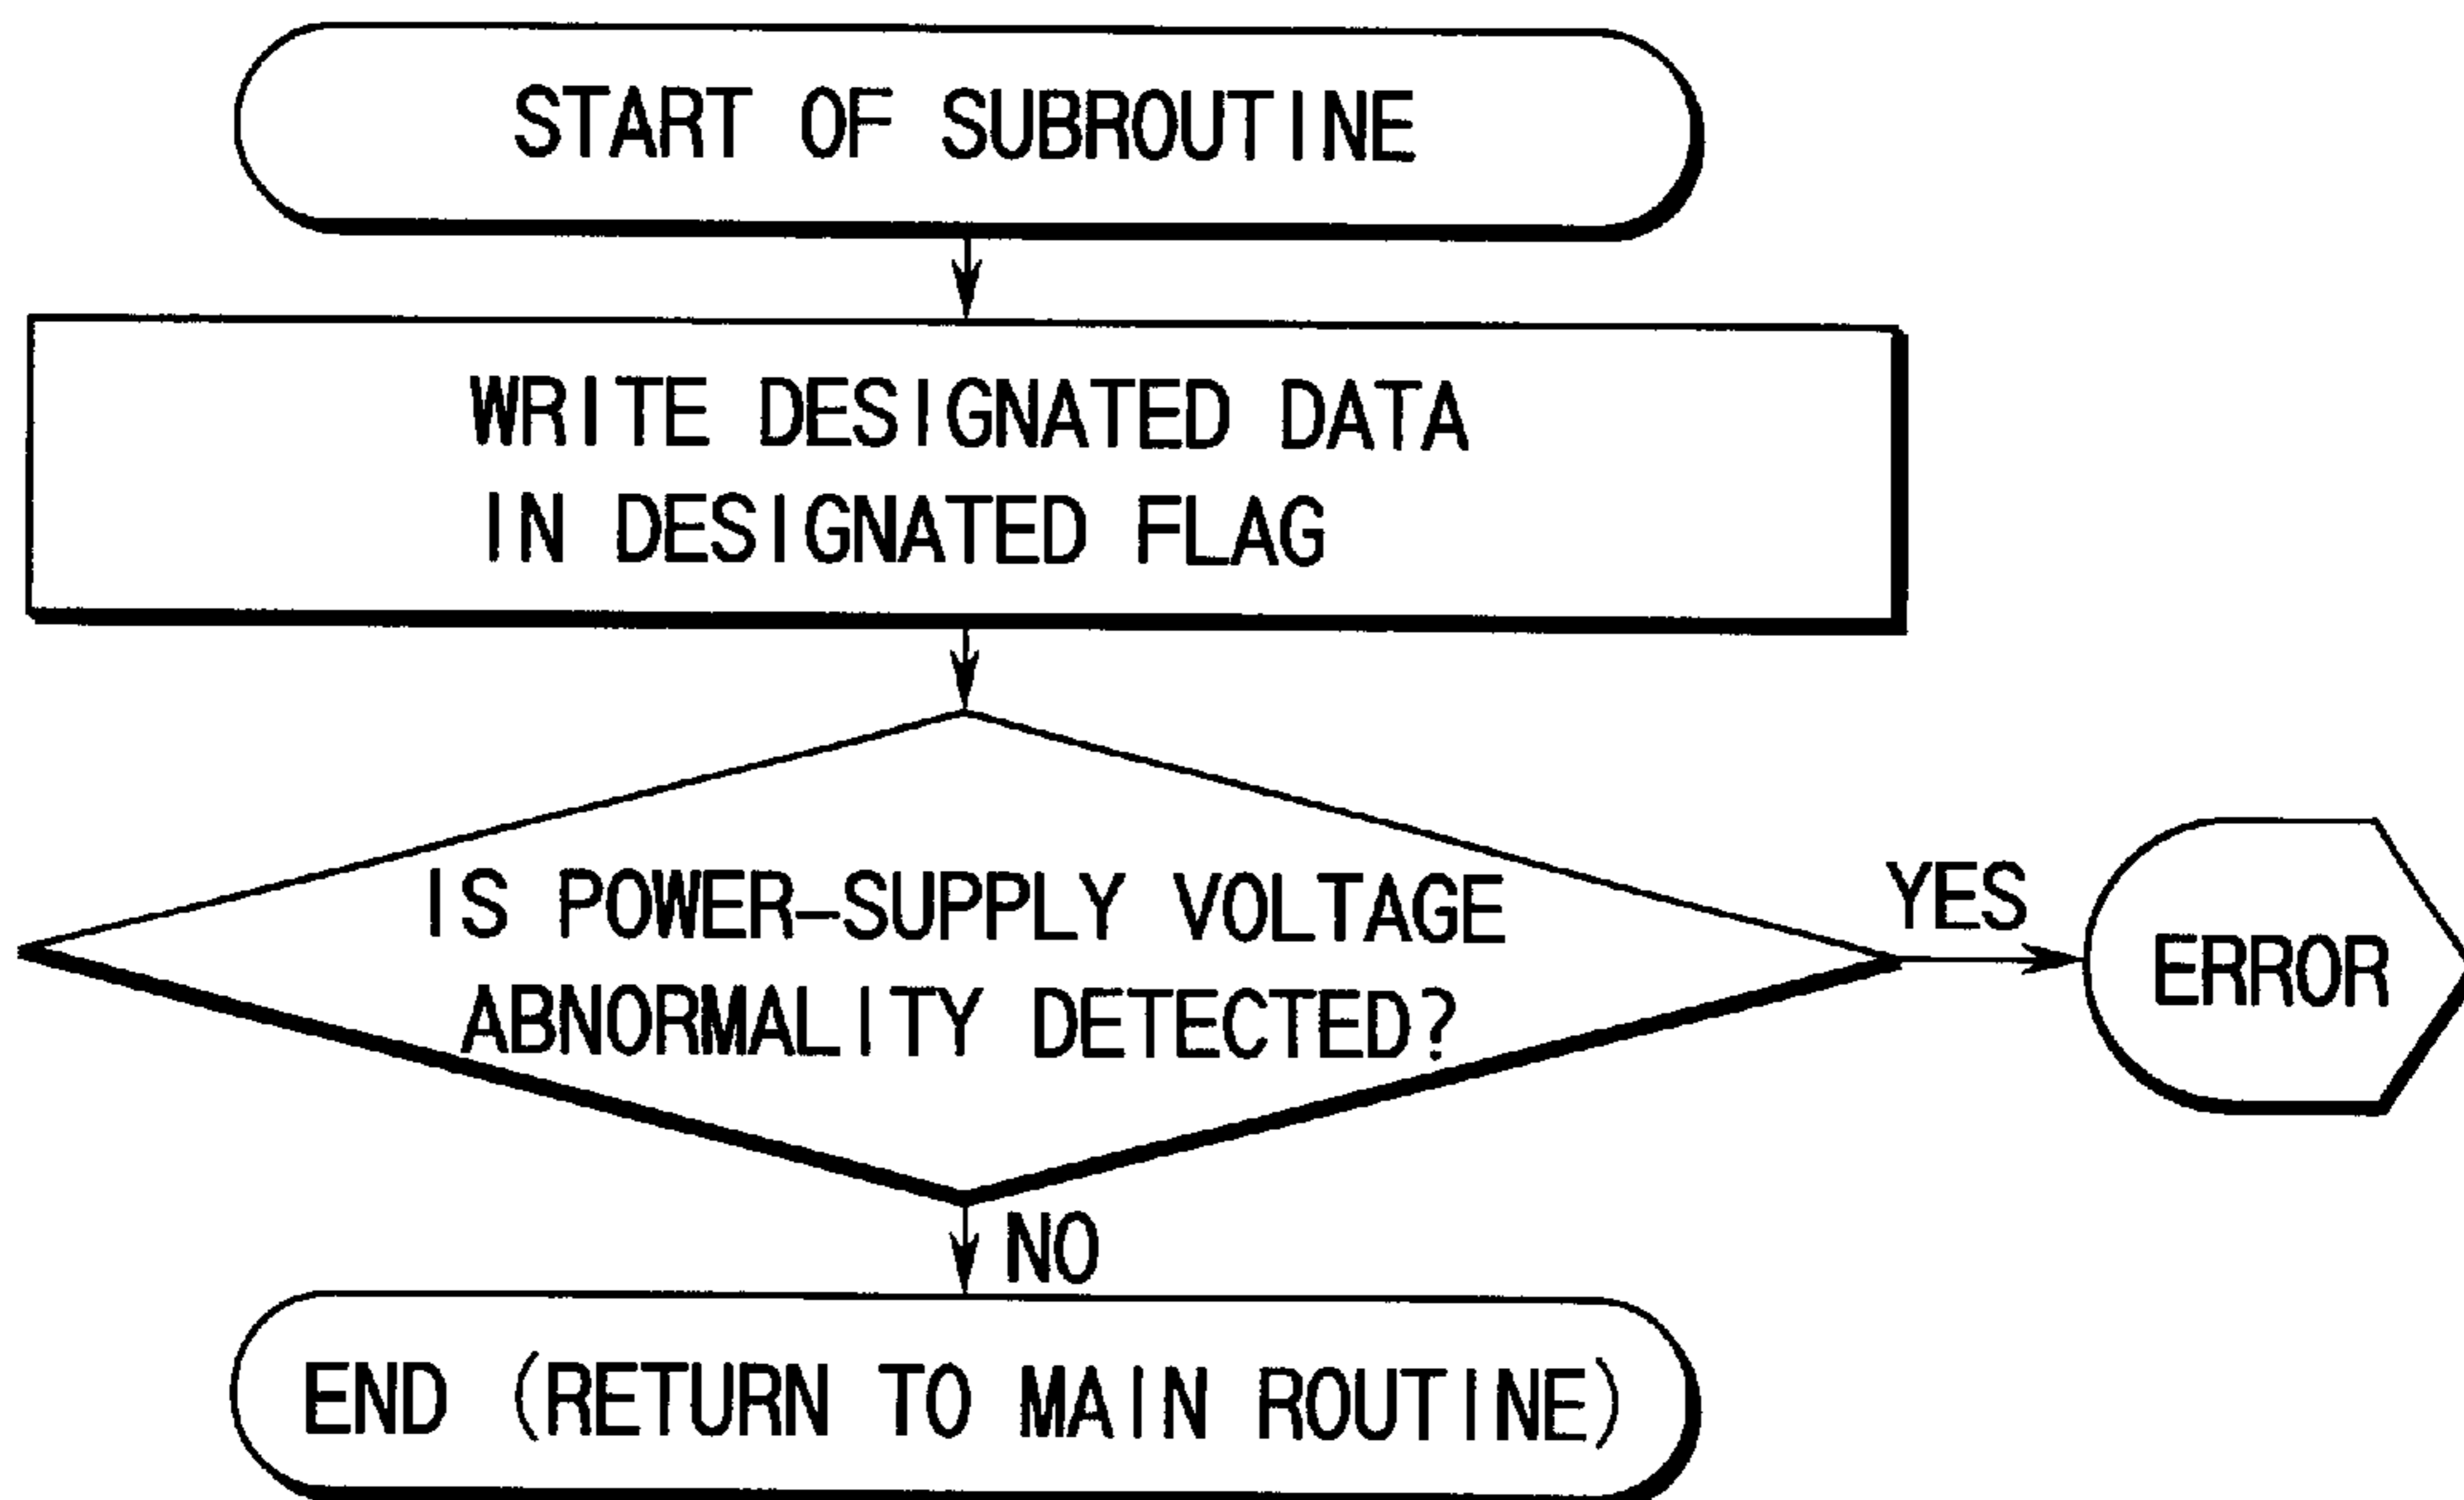 START OF SUBROUTINE
WRITE DESIGNATED DATA
IN DESIGNATED FLAG
IS POWER-SUPPLY VOLTAGE
ABNORMALITY DETECTED?
YES
ERROR
NO
END (RETURN TO MAIN ROUTINE)